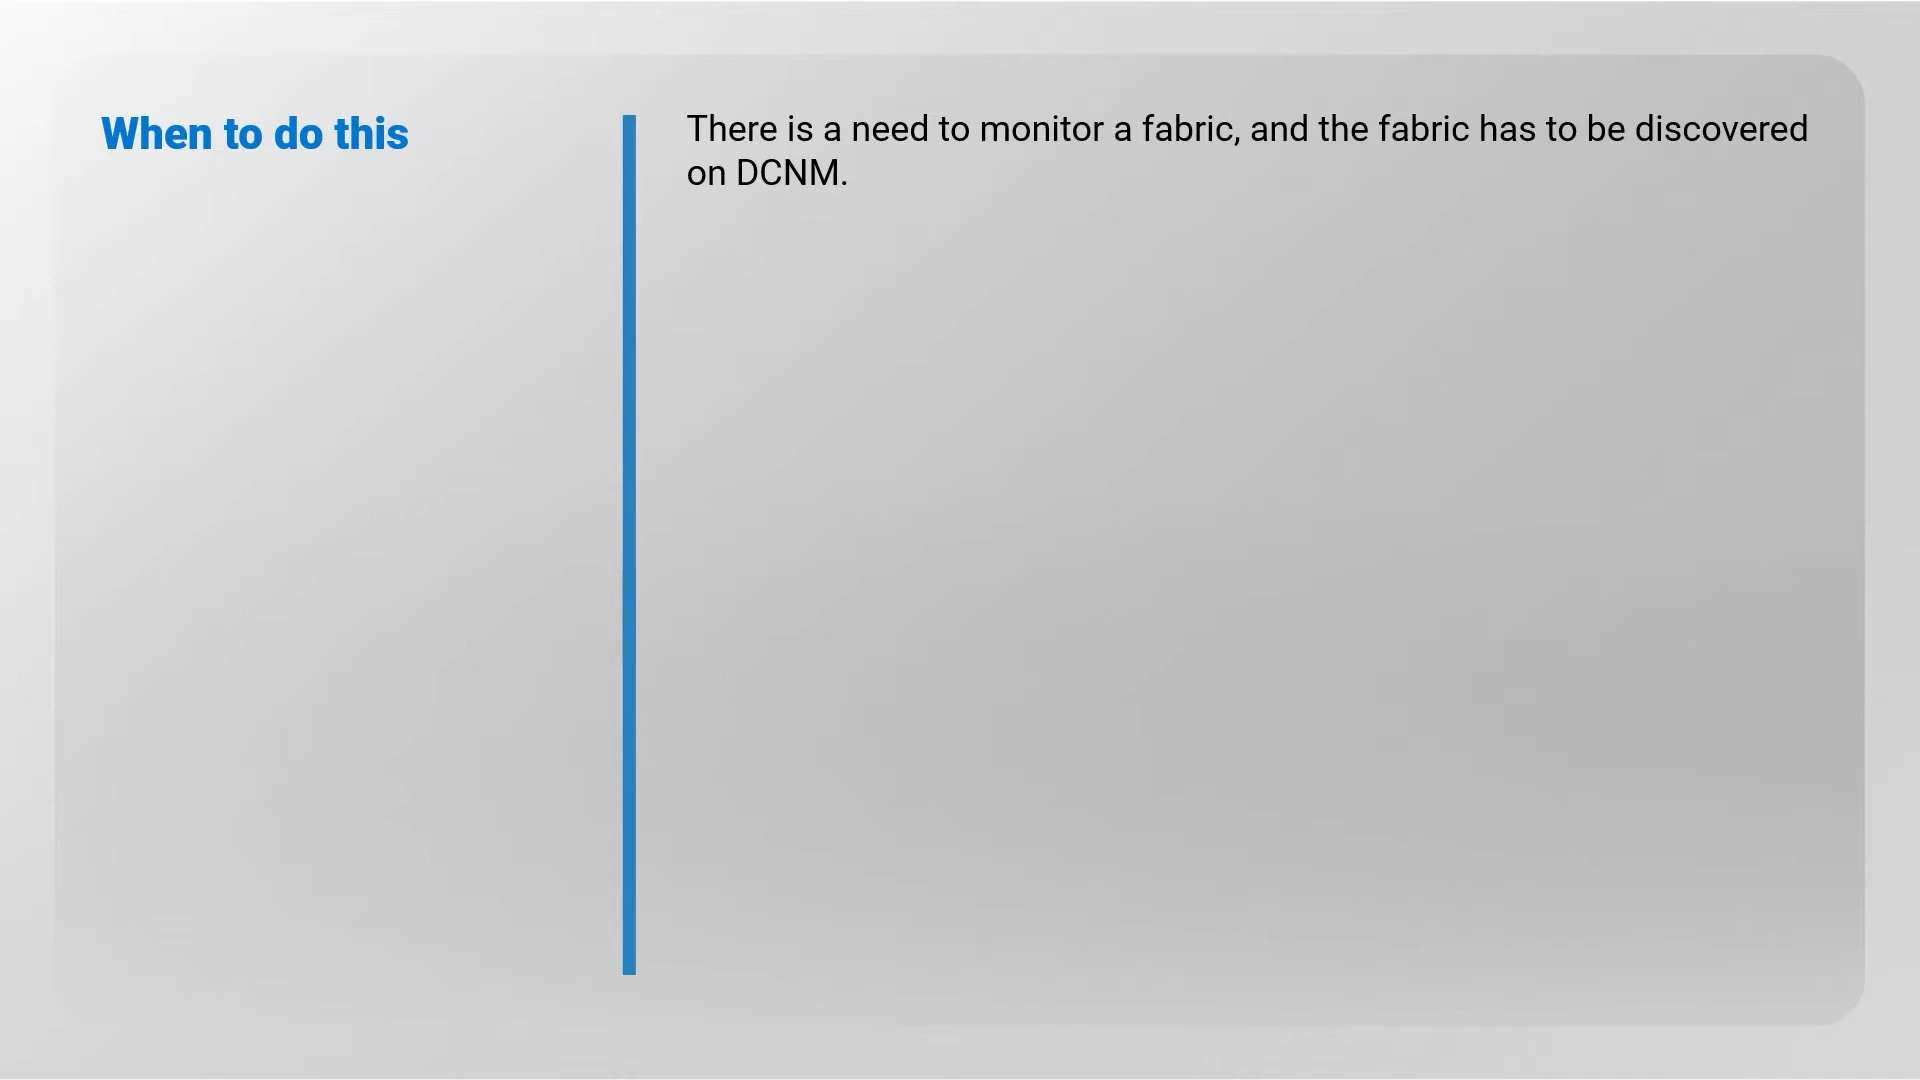 When to do this
There is a need to monitor a fabric, and the fabric has to be discovered
on DCNM.